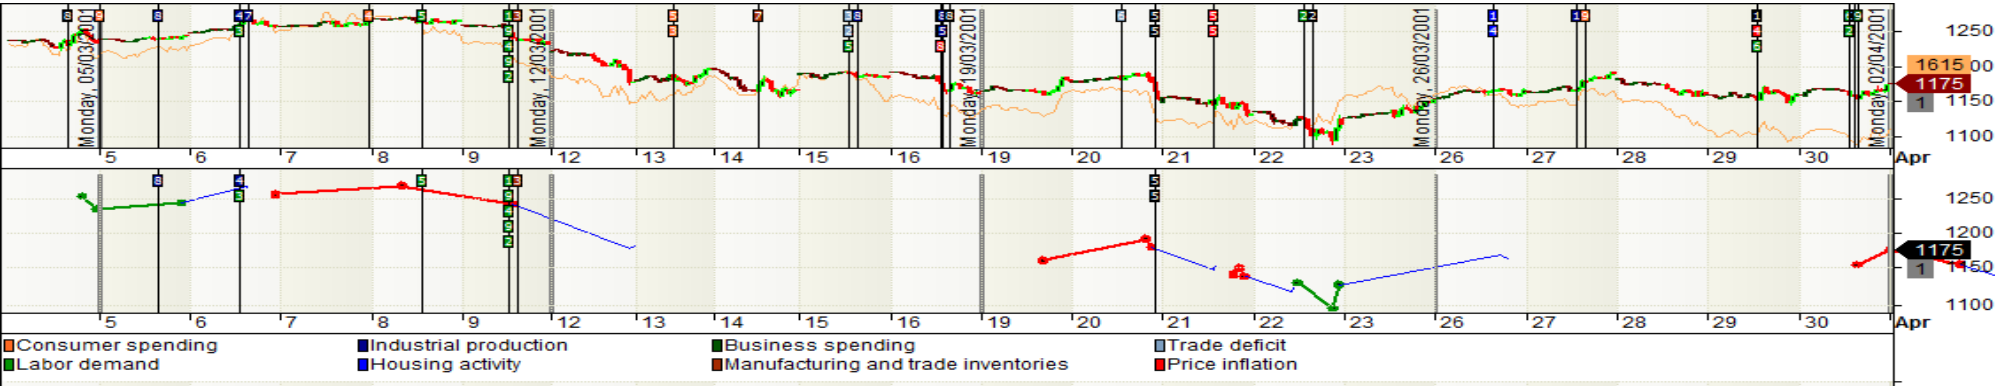 Monday, 05/03/2001
Monday, 12/03/2001
Monday, 19/03/2001
Monday, 26/03/2001
Monday, 02/04/2001
1250
1615 00
1175
1 1150
1100
5 6 7 8 9 12 13 14 15 16 19 20 21 22 23 26 27 28 29 30 Apr
1250
1200
1175
1 1150
1100
5 6 7 8 9 12 13 14 15 16 19 20 21 22 23 26 27 28 29 30 Apr
Consumer spending Industrial production Business spending Trade deficit
Labor demand Housing activity Manufacturing and trade inventories Price inflation